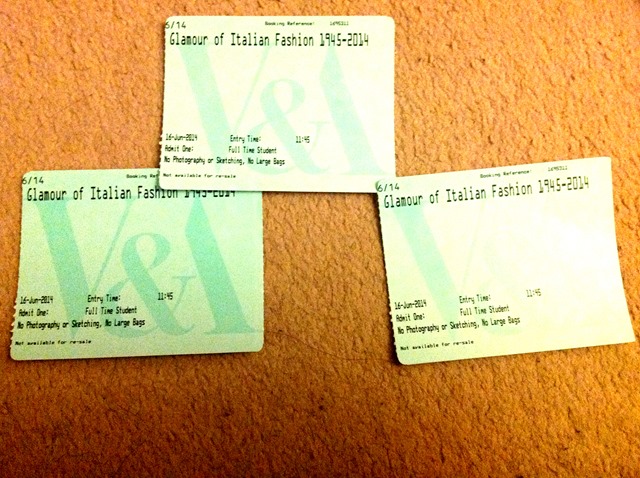 6/14 Booking Reference: 1695311
Glamour of Italian Fashion 1945-2014
V&A
16-Jun-2014 Entry Time: 11:45
Admit One: Full Time Student
No Photography or Sketching, No Large Bags
Not available for re-sale
6/14 Booking
Glamour of Italian Fashion 1945-2014
V&A
16-Jun-2014 Entry Time: 11:45
Admit One: Full Time Student
No Photography or Sketching, No Large Bags
Not available for re-sale
6/14 Booking Reference: 1695311
Glamour of Italian Fashion 1945-2014
16-Jun-2014 Entry Time: 11:45
Admit One: Full Time Student
No Photography or Sketching, No Large Bags
Not available for re-sale